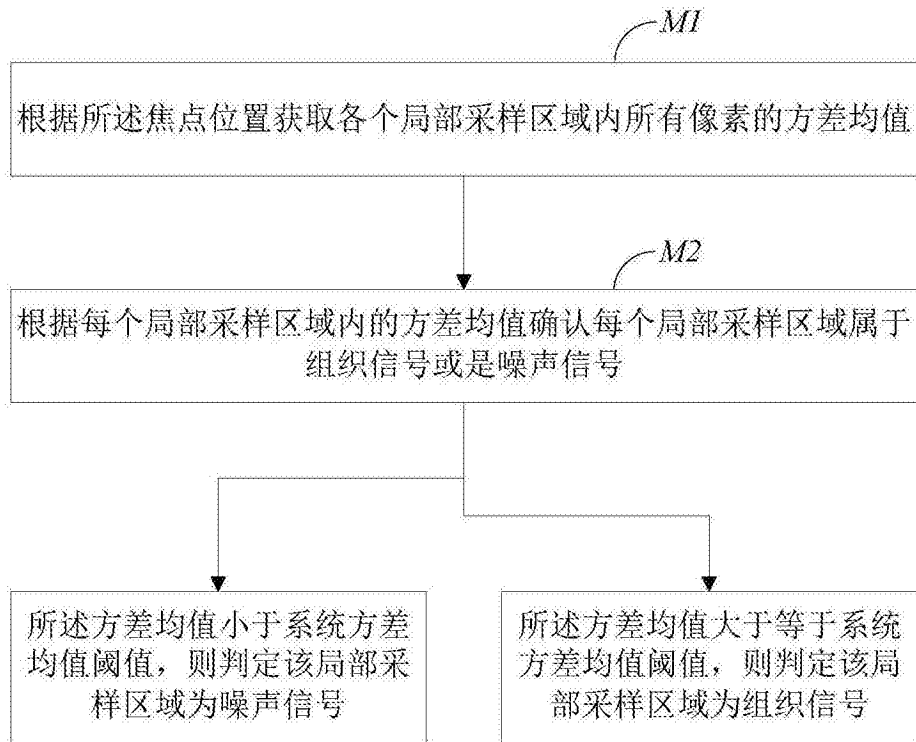 M1
根据所述焦点位置获取各个局部采样区域内所有像素的方差均值
M2
根据每个局部采样区域内的方差均值确认每个局部采样区域属于
组织信号或是噪声信号
所述方差均值小于系统方差
均值阈值，则判定该局部采
样区域为噪声信号
所述方差均值大于等于系统
方差均值阈值，则判定该局
部采样区域为组织信号